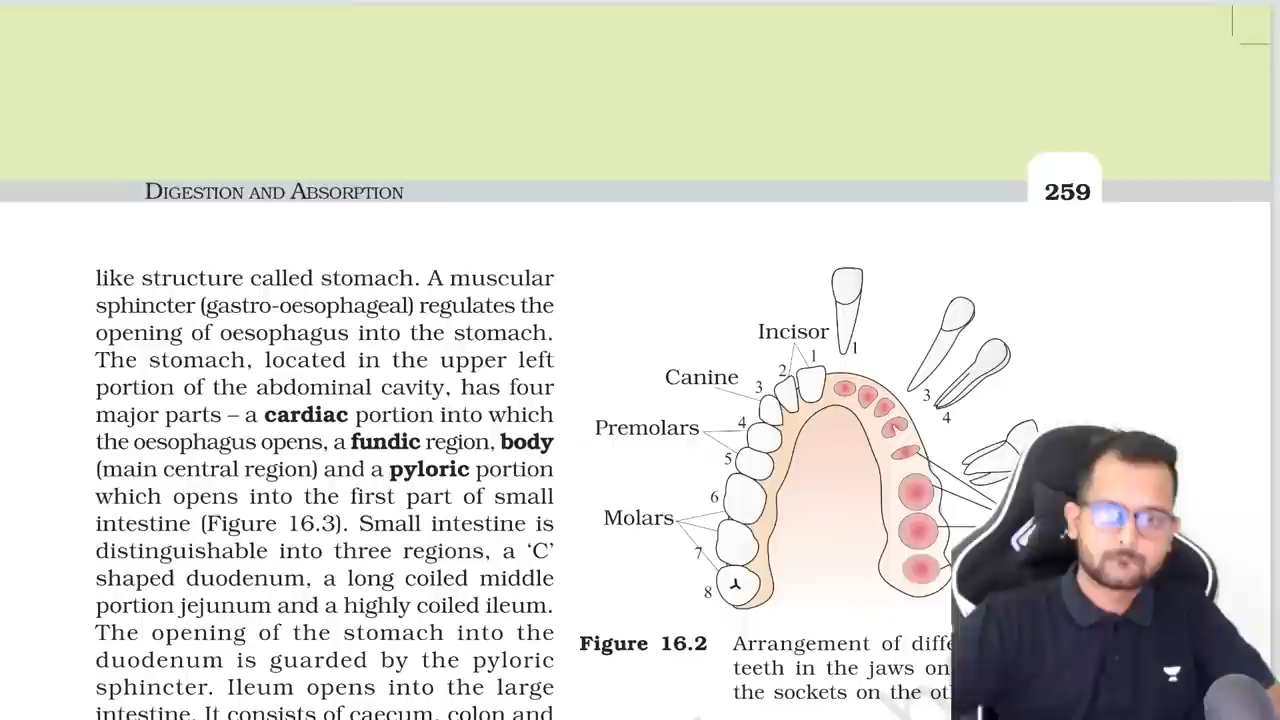 DIGESTION AND ABSORPTION
259
like structure called stomach. A muscular
sphincter (gastro-oesophageal) regulates the
opening of oesophagus into the stomach.
The stomach, located in the upper left
portion of the abdominal cavity, has four
major parts – a cardiac portion into which
the oesophagus opens, a fundic region, body
(main central region) and a pyloric portion
which opens into the first part of small
intestine (Figure 16.3). Small intestine is
distinguishable into three regions, a ‘C’
shaped duodenum, a long coiled middle
portion jejunum and a highly coiled ileum.
The opening of the stomach into the
duodenum is guarded by the pyloric
sphincter. Ileum opens into the large
intestine. It consists of caecum, colon and
Incisor
1
2
Canine
3
Premolars
4
5
Molars
6
7
8
1
3
4
Figure 16.2 Arrangement of
teeth in the jaws on
the sockets on the